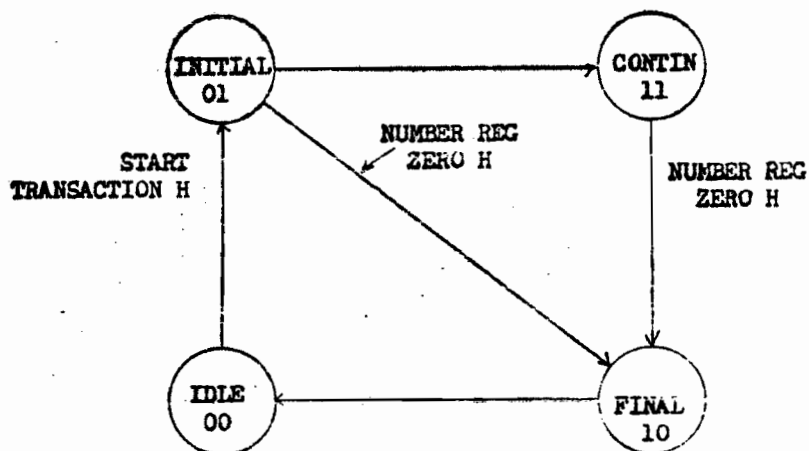 INITIAL
01
CONTIN
11
NUMBER REG
ZERO H
START
TRANSACTION H
NUMBER REG
ZERO H
IDLE
00
FINAL
10